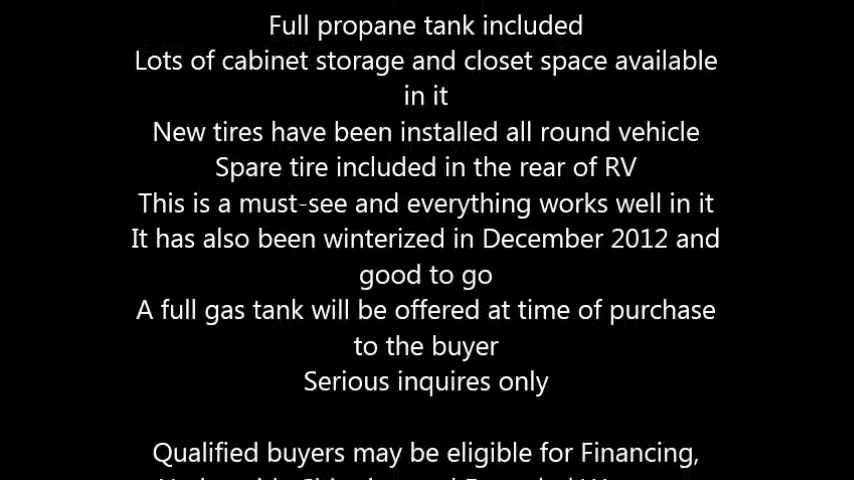 Full propane tank included
Lots of cabinet storage and closet space available
in it
New tires have been installed all round vehicle
Spare tire included in the rear of RV
This is a must-see and everything works well in it
It has also been winterized in December 2012 and
good to go
A full gas tank will be offered at time of purchase
to the buyer
Serious inquires only
Qualified buyers may be eligible for Financing,